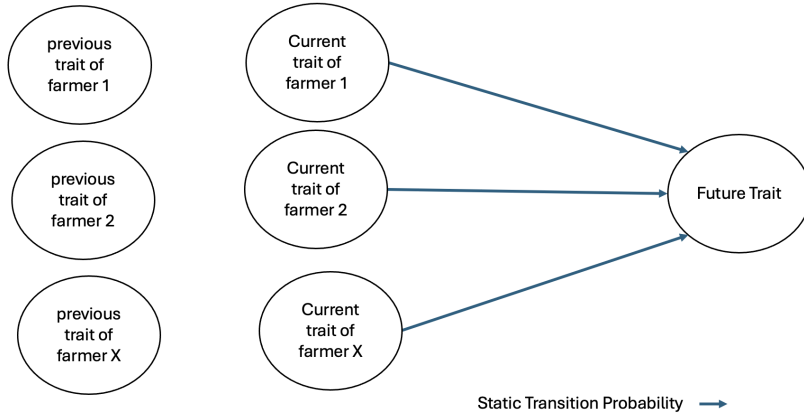 previous
trait of
farmer 1
Current
trait of
farmer 1
previous
trait of
farmer 2
Current
trait of
farmer 2
Future Trait
previous
trait of
farmer X
Current
trait of
farmer X
Static Transition Probability